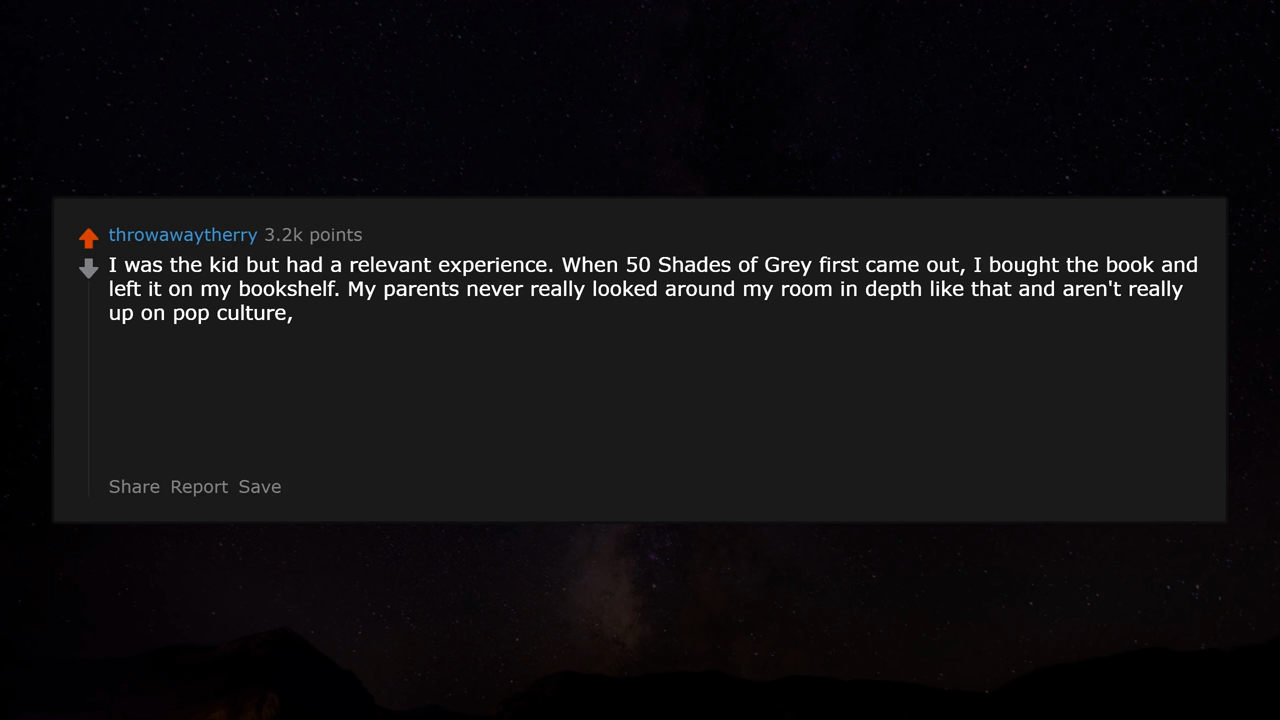 throwawaytherry 3.2k points
I was the kid but had a relevant experience. When 50 Shades of Grey first came out, I bought the book and
left it on my bookshelf. My parents never really looked around my room in depth like that and aren't really
up on pop culture,
Share Report Save